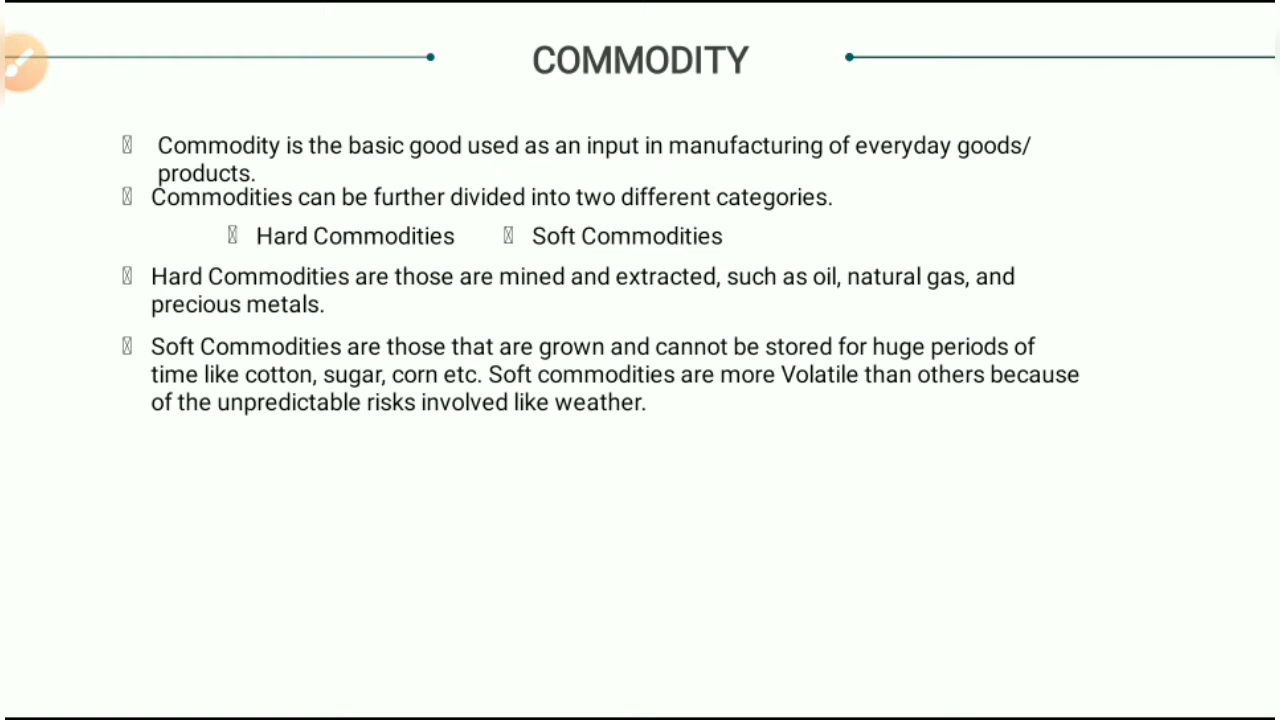 COMMODITY
Commodity is the basic good used as an input in manufacturing of everyday goods/
products.
Commodities can be further divided into two different categories.
Hard Commodities Soft Commodities
Hard Commodities are those are mined and extracted, such as oil, natural gas, and
precious metals.
Soft Commodities are those that are grown and cannot be stored for huge periods of
time like cotton, sugar, corn etc. Soft commodities are more Volatile than others because
of the unpredictable risks involved like weather.